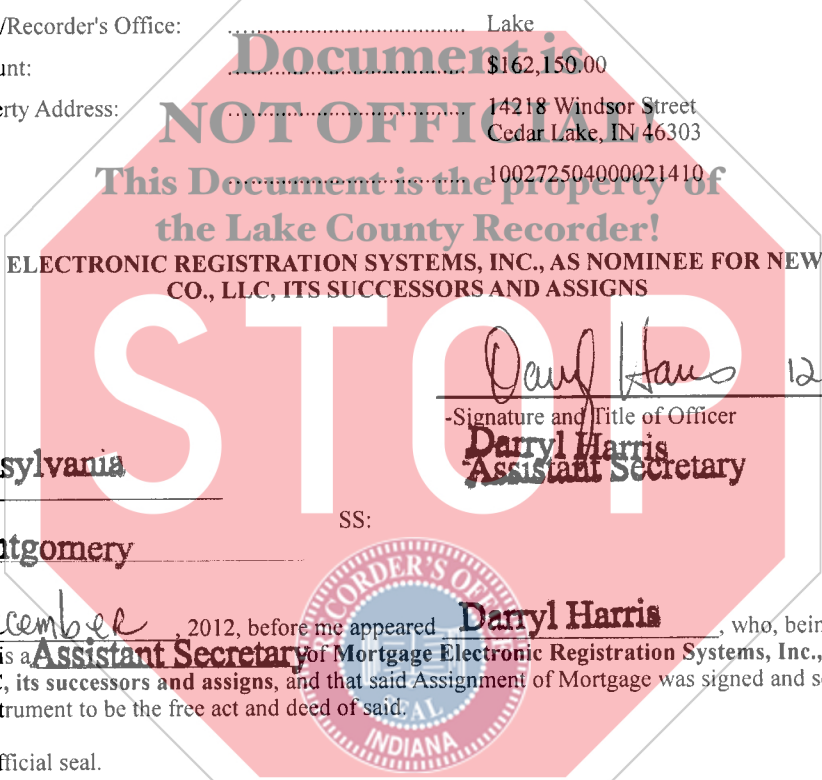 /Recorder's Office: ........................................ Lake
Document is
unt: ........................................ $162,150.00
erty Address: ........................................ 14218 Windsor Street
NOT OFFICIAL!
Cedar Lake, IN 46303
........................................ 100272504000021410
This Document is the property of
the Lake County Recorder!
ELECTRONIC REGISTRATION SYSTEMS, INC., AS NOMINEE FOR NEW
CO., LLC, ITS SUCCESSORS AND ASSIGNS
STOP
Darryl Harris 12
-Signature and Title of Officer
Darryl Harris
Assistant Secretary
sylvania
SS:
tgomery
cember, 2012, before me appeared Darryl Harris, who, bein
is a Assistant Secretary of Mortgage Electronic Registration Systems, Inc.,
, its successors and assigns, and that said Assignment of Mortgage was signed and s
trument to be the free act and deed of said.
RECORDER'S OF
SEAL
INDIANA
fficial seal.